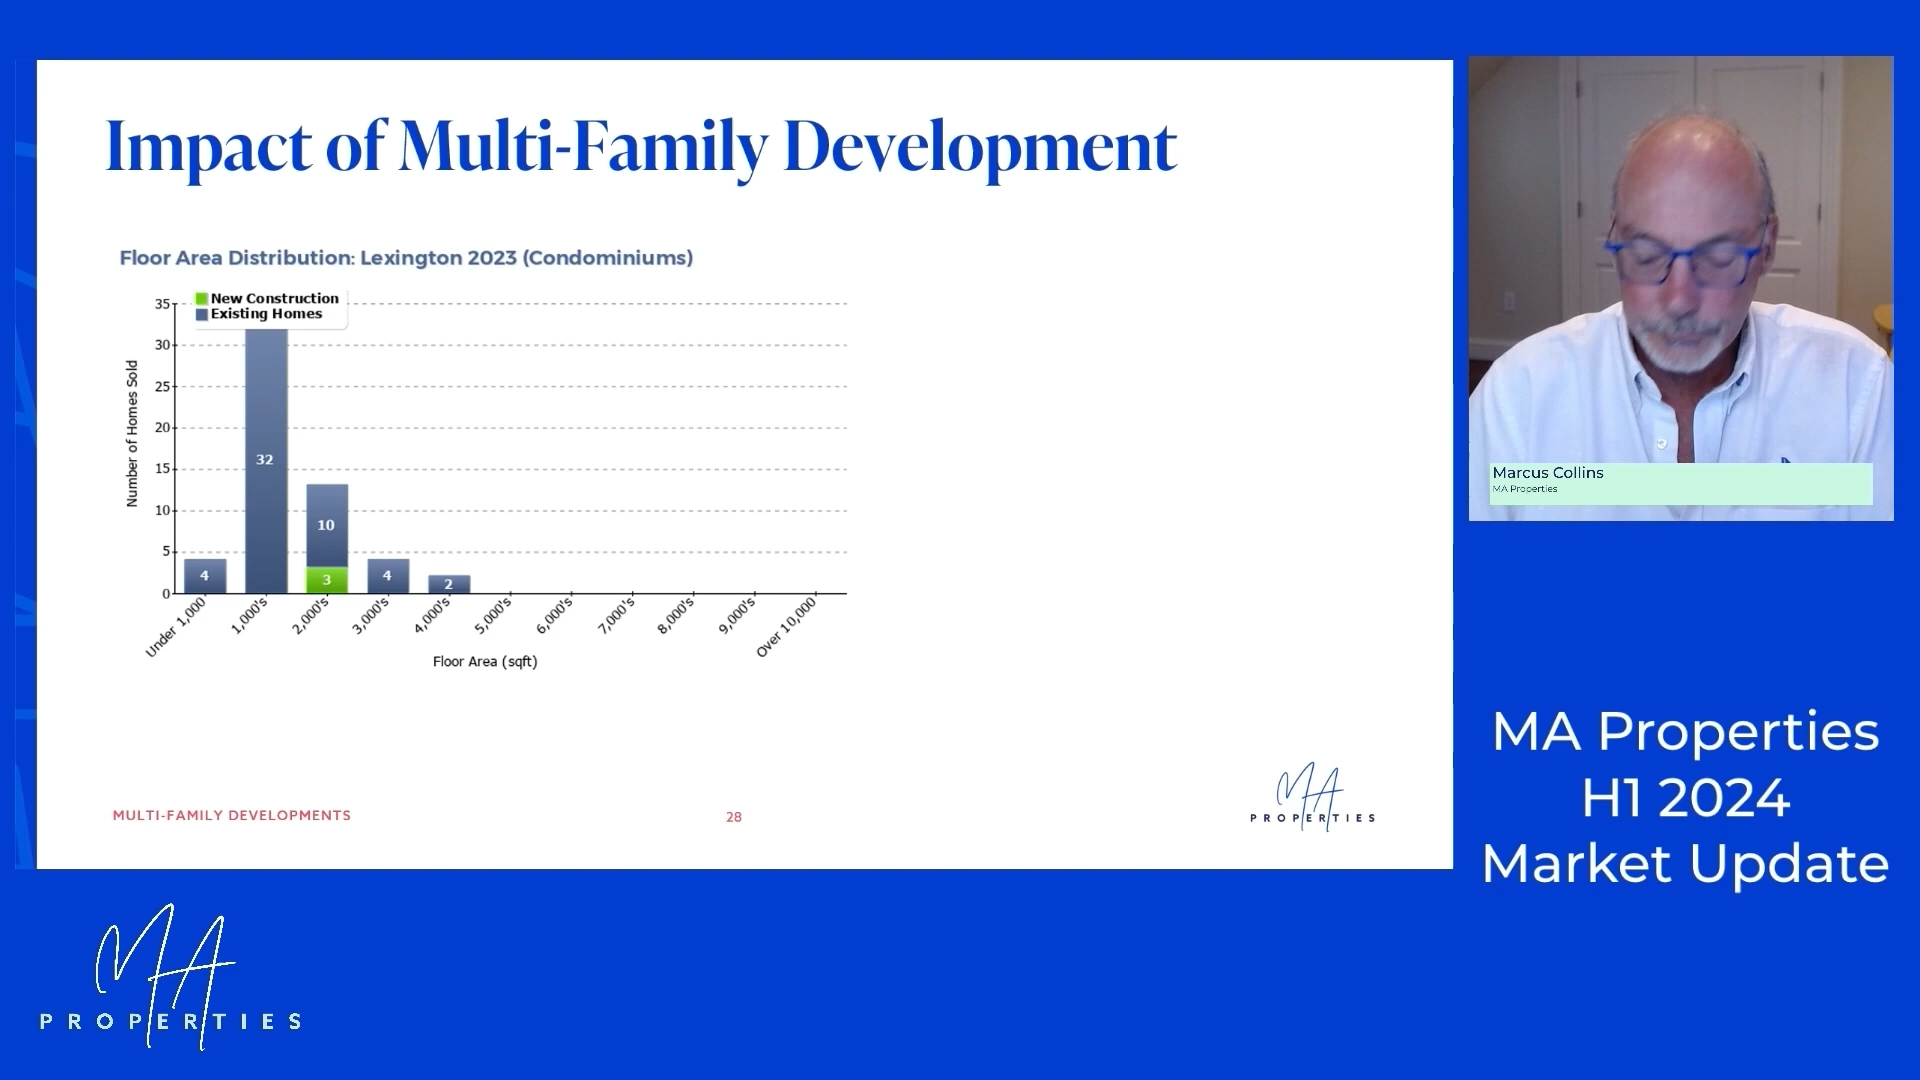 Impact of Multi-Family Development
Floor Area Distribution: Lexington 2023 (Condominiums)
New Construction
Existing Homes
Number of Homes Sold
35
30
25
20
15
10
5
0
4
32
10
3
4
2
Under 1,000
1,000's
2,000's
3,000's
4,000's
5,000's
6,000's
7,000's
8,000's
9,000's
Over 10,000
Floor Area (sqft)
MULTI-FAMILY DEVELOPMENTS
28
MA
PROPERTIES
Marcus Collins
MA Properties
MA Properties
H1 2024
Market Update
MA
PROPERTIES